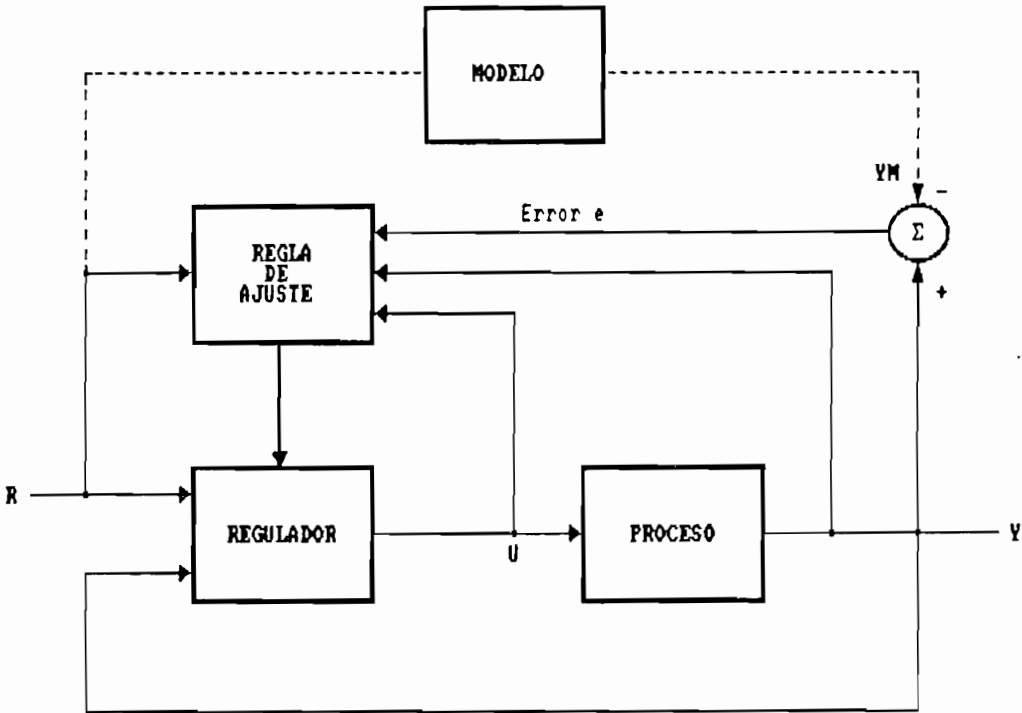 MODELO
YM
-
Error e
Σ
REGLA
DE
AJUSTE
+
R
REGULADOR
U
PROCESO
Y